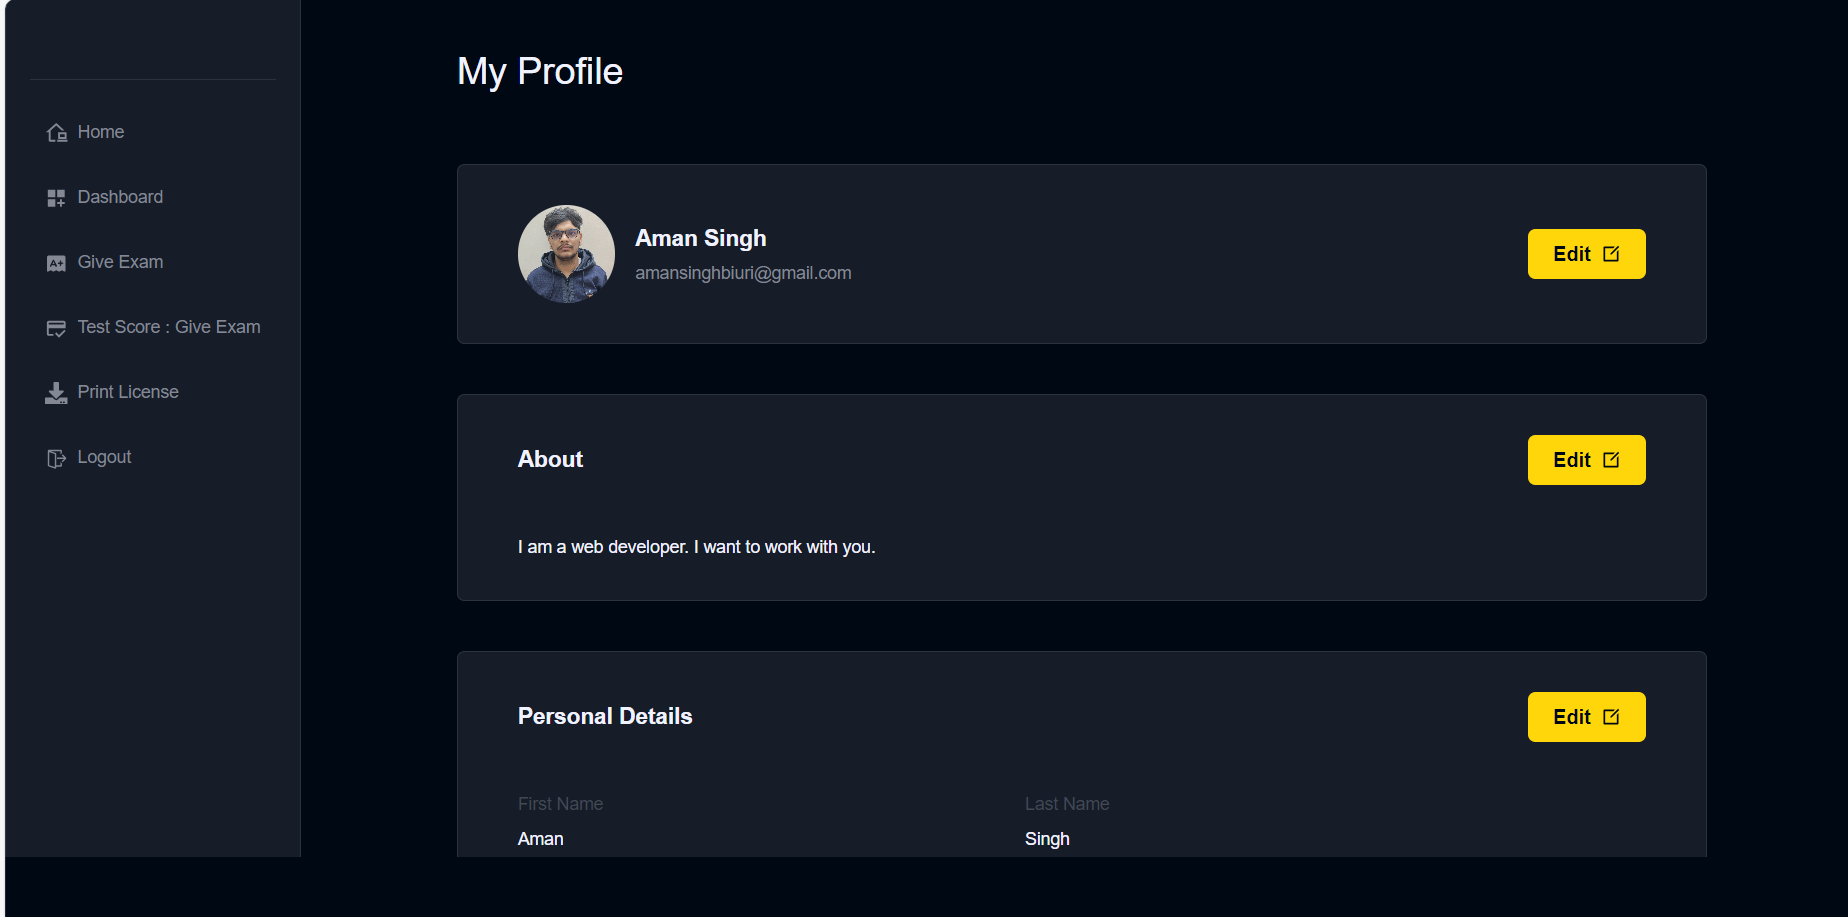 My Profile
Home
Dashboard
A+
Give Exam
Test Score : Give Exam
Print License
Logout
Aman Singh
amansinghbiuri@gmail.com
Edit
About
Edit
I am a web developer. I want to work with you.
Personal Details
Edit
First Name
Last Name
Aman
Singh